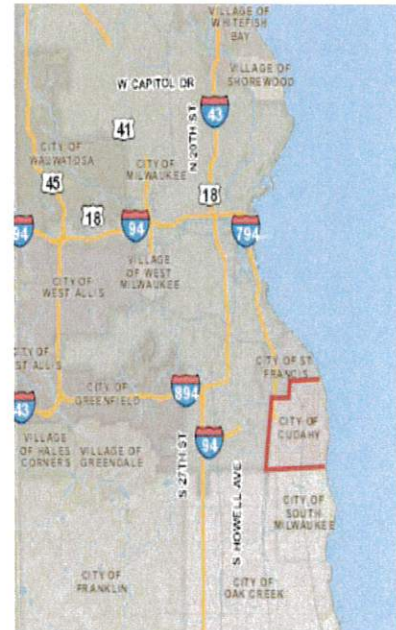 VILLAGE OF
WHITEFISH
BAY
VILLAGE OF
SHOREWOOD
W CAPITOL DR
41
43
N 20TH ST
CITY OF
WAUWATOSA
CITY OF
MILWAUKEE
45
18
18
94
94
794
VILLAGE
OF WEST
MILWAUKEE
CITY OF
WEST ALLIS
CITY OF
ST ALLIS
CITY OF ST
FRANCIS
CITY OF
GREENFIELD
894
43
CITY OF
CUDAHY
VILLAGE
OF HALES
CORNERS
VILLAGE OF
GREENDALE
S 27TH ST
94
S HOWELL AVE
CITY OF
SOUTH
MILWAUKEE
CITY OF
FRANKLIN
CITY OF
OAK CREEK